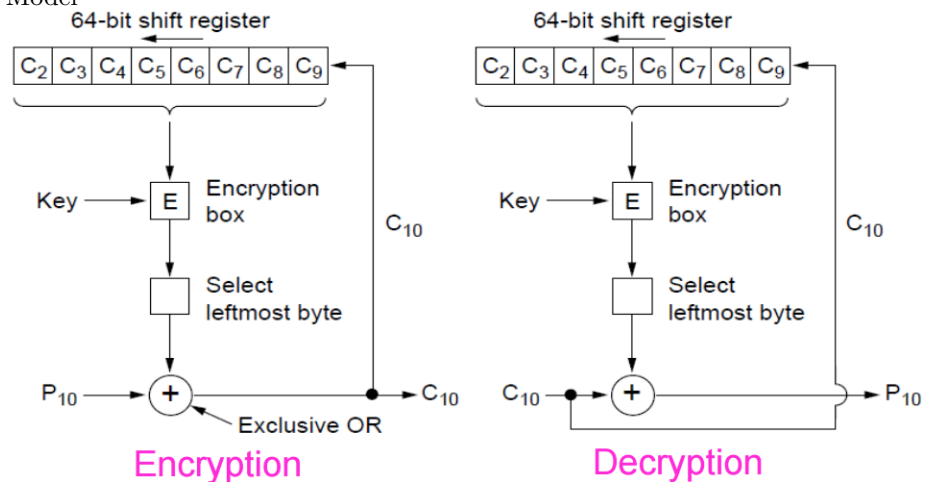 Model
64-bit shift register
C2 C3 C4 C5 C6 C7 C8 C9
Key
E
Encryption
box
C10
Select
leftmost byte
P10
+
C10
Exclusive OR
Encryption
64-bit shift register
C2 C3 C4 C5 C6 C7 C8 C9
Key
E
Encryption
box
C10
Select
leftmost byte
C10
+
P10
Decryption